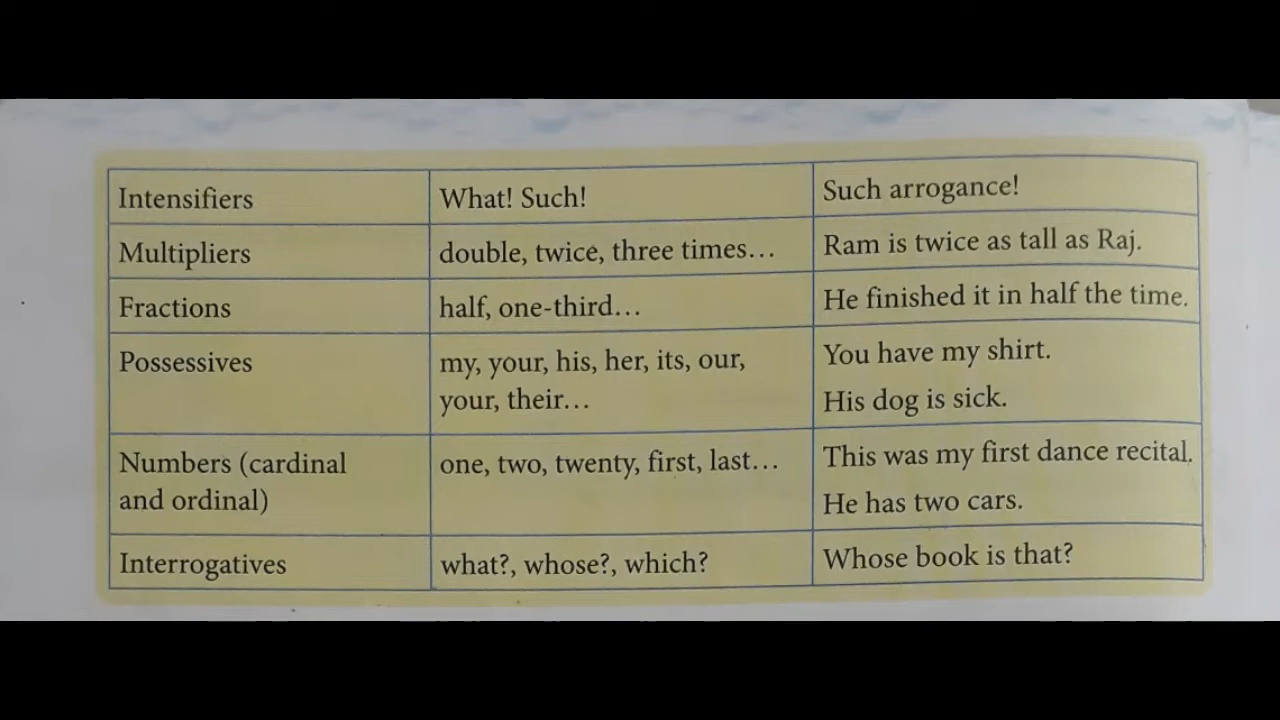 Intensifiers What! Such! Such arrogance!
Multipliers double, twice, three times… Ram is twice as tall as Raj.
Fractions half, one-third… He finished it in half the time.
Possessives my, your, his, her, its, our, You have my shirt.
your, their… His dog is sick.
Numbers (cardinal one, two, twenty, first, last… This was my first dance recital.
and ordinal) He has two cars.
Interrogatives what?, whose?, which? Whose book is that?